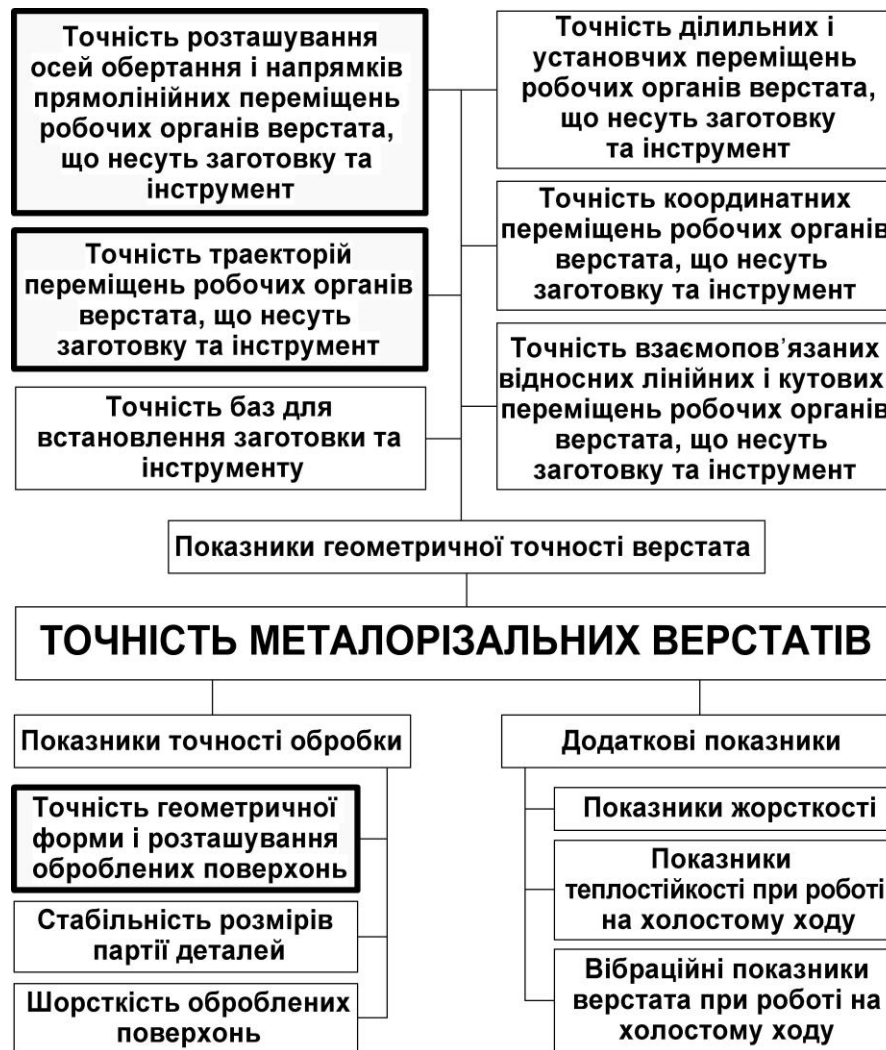 Точність розташування
осей обертання і напрямків
прямолінійних переміщень
робочих органів верстата,
що несуть заготовку та
інструмент
Точність траекторій
переміщень робочих органів
верстата, що несуть
заготовку та інструмент
Точність баз для
встановлення заготовки та
інструменту
Точність ділильних і
установчих переміщень
робочих органів верстата,
що несуть заготовку
та інструмент
Точність координатних
переміщень робочих органів
верстата, що несуть
заготовку та інструмент
Точність взаємопов'язаних
відносних лінійних і кутових
переміщень робочих органів
верстата, що несуть
заготовку та інструмент
Показники геометричної точності верстата
ТОЧНІСТЬ МЕТАЛОРІЗАЛЬНИХ ВЕРСТАТІВ
Показники точності обробки
Точність геометричної
форми і розташування
оброблених поверхонь
Стабільність розмірів
партії деталей
Шорсткість оброблених
поверхонь
Додаткові показники
Показники жорсткості
Показники
теплостійкості при роботі
на холостому ходу
Вібраційні показники
верстата при роботі на
холостому ходу